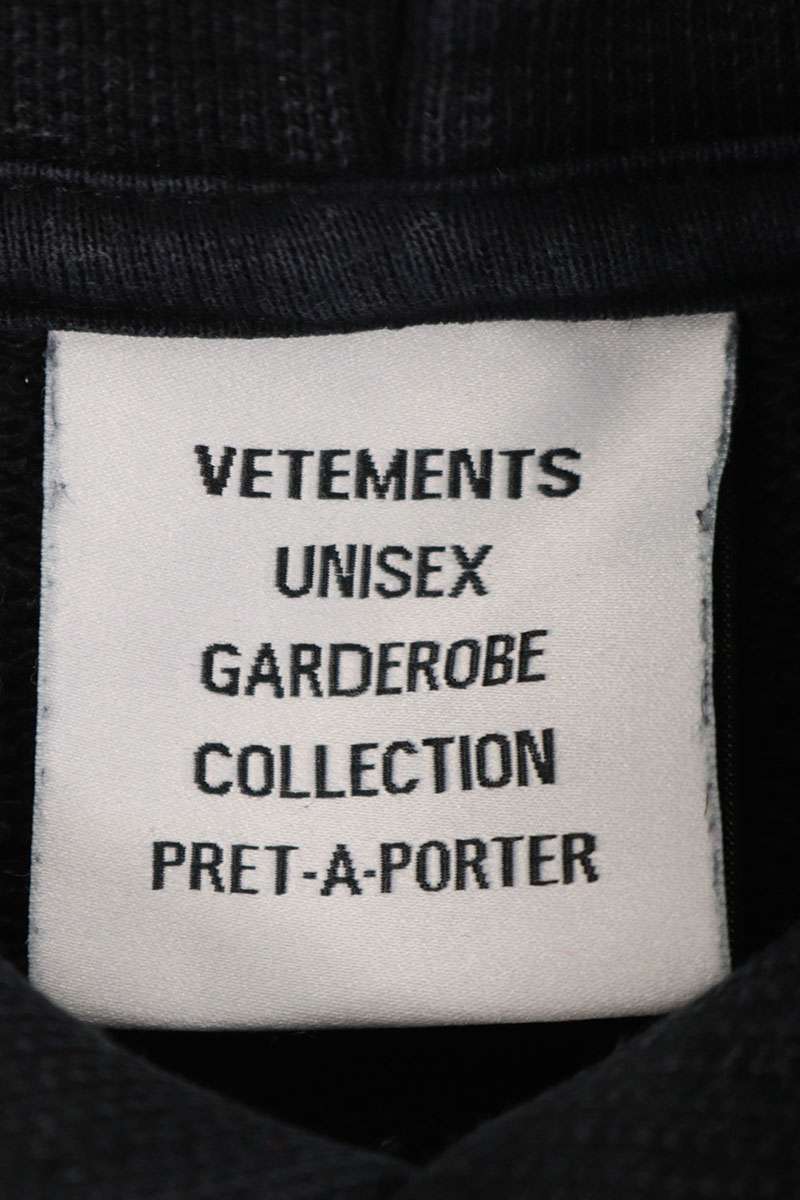 VETEMENTS
UNISEX
GARDEROBE
COLLECTION
PRET-A-PORTER